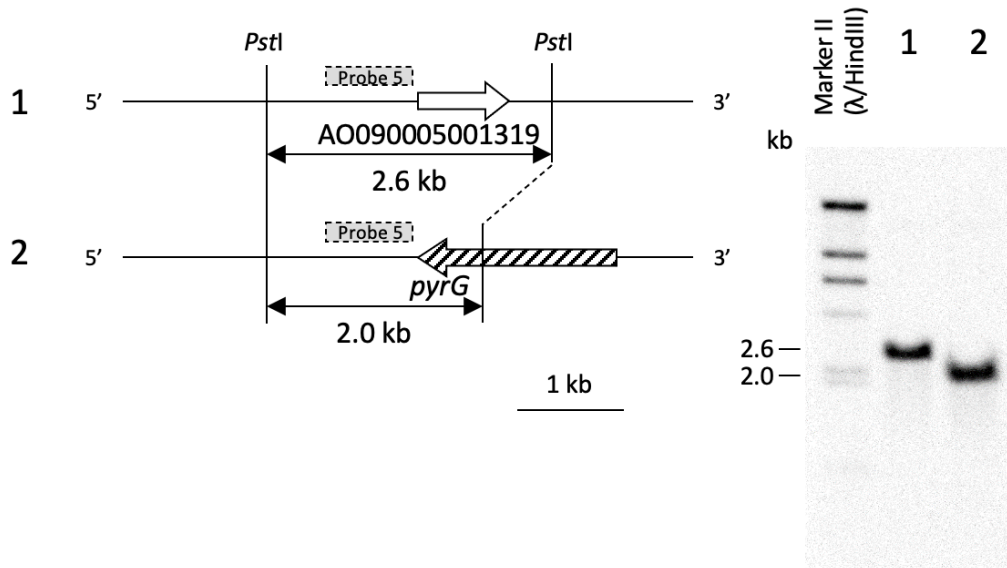 PstI PstI
Probe 5
1 5’ 3’
AO090005001319
2.6 kb
Probe 5
2 5’ 3’
pyrG
2.0 kb
1 kb
Marker II
(λ/HindIII)
1 2
kb
2.6
2.0